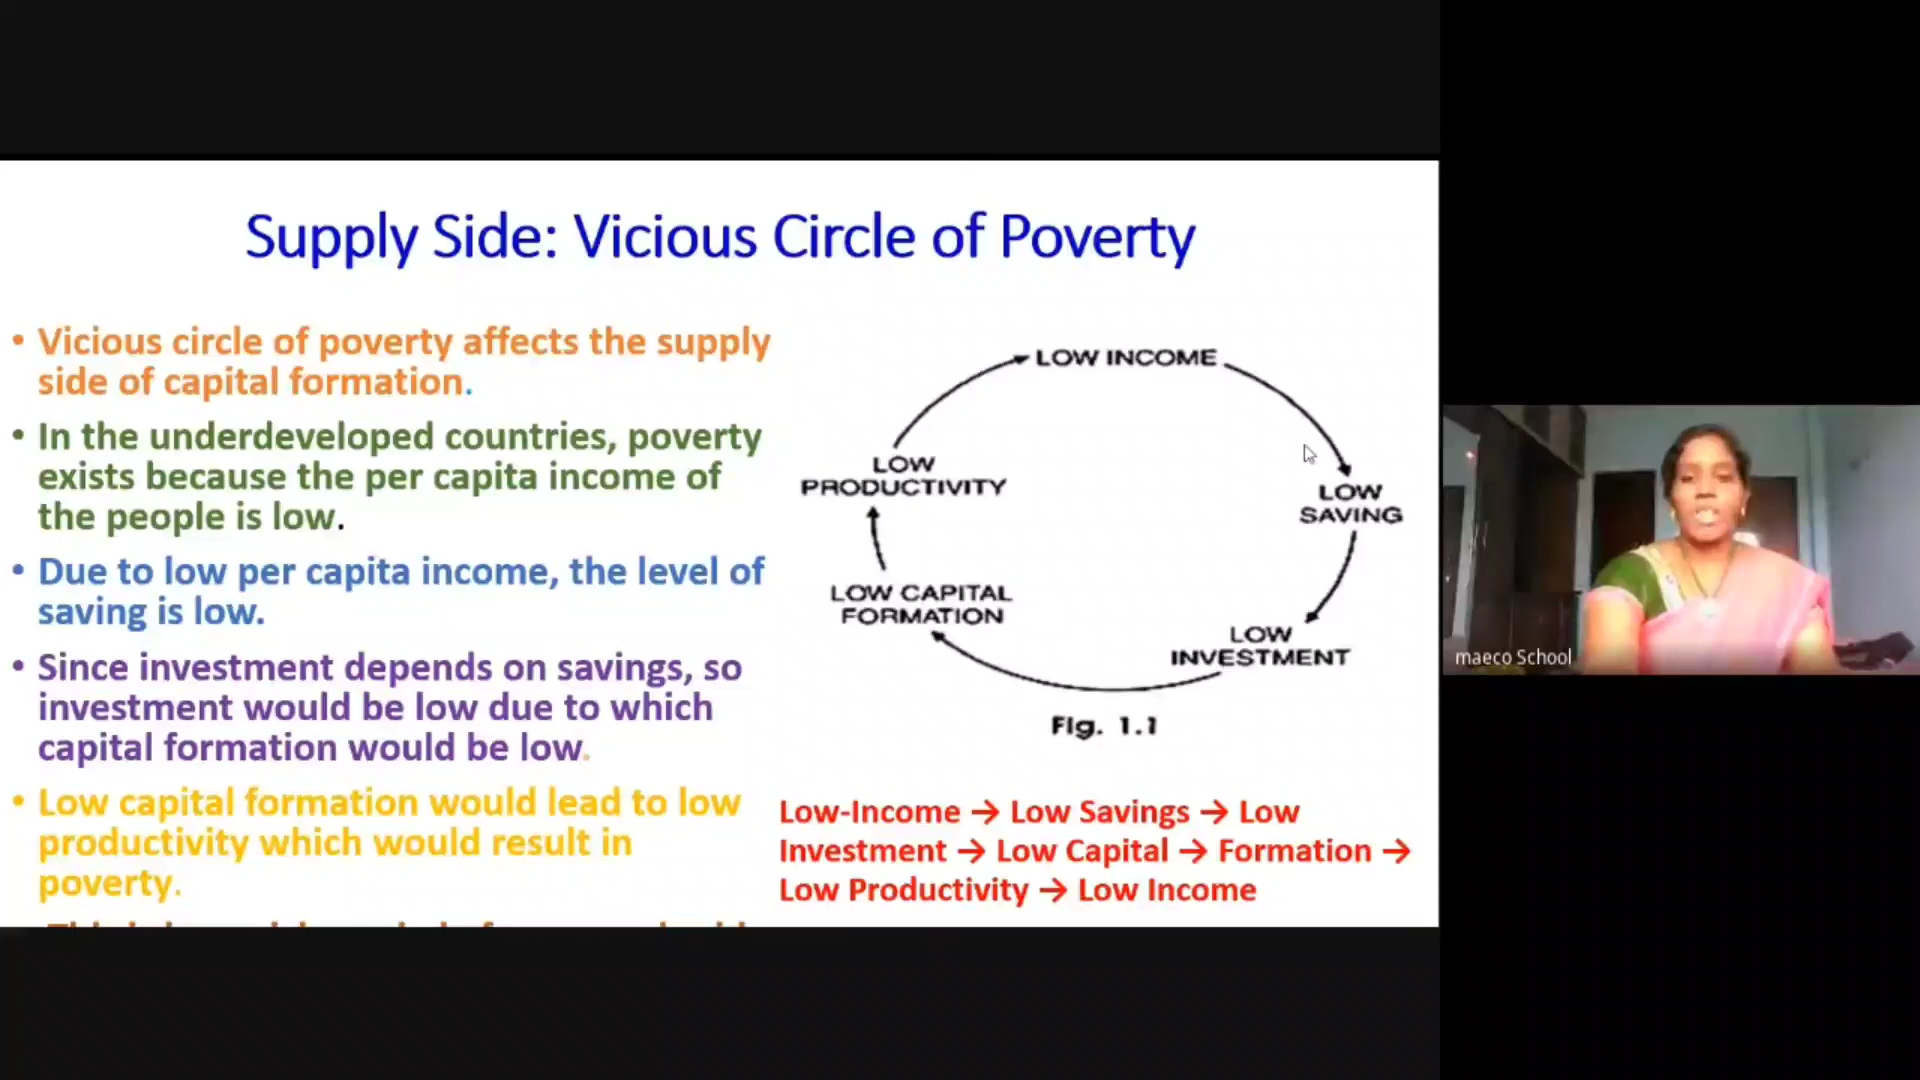 Supply Side: Vicious Circle of Poverty
• Vicious circle of poverty affects the supply
side of capital formation.
• In the underdeveloped countries, poverty
exists because the per capita income of
the people is low.
• Due to low per capita income, the level of
saving is low.
• Since investment depends on savings, so
investment would be low due to which
capital formation would be low.
• Low capital formation would lead to low
productivity which would result in
poverty.
LOW INCOME
LOW
SAVING
LOW
INVESTMENT
LOW CAPITAL
FORMATION
LOW
PRODUCTIVITY
Fig. 1.1
Low-Income → Low Savings → Low
Investment → Low Capital → Formation →
Low Productivity → Low Income
maeco School